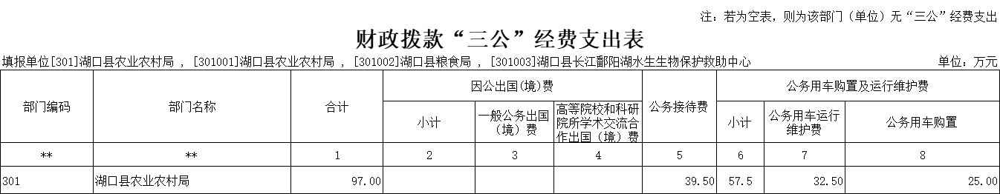 注：若为空表，则为该部门（单位）无“三公”经费支出
财政拨款“三公”经费支出表
填报单位[301]湖口县农业农村局 , [301001]湖口县农业农村局 , [301002]湖口县粮食局 , [301003]湖口县长江鄱阳湖水生生物保护救助中心 单位：万元
部门编码 部门名称 合计 因公出国(境)费 公务接待费 公务用车购置及运行维护费
小计 一般公务出国（境）费 高等院校和科研院所学术交流合作出国（境）费 小计 公务用车运行维护费 公务用车购置
** ** 1 2 3 4 5 6 7 8
301 湖口县农业农村局 97.00 39.50 57.5 32.50 25.00